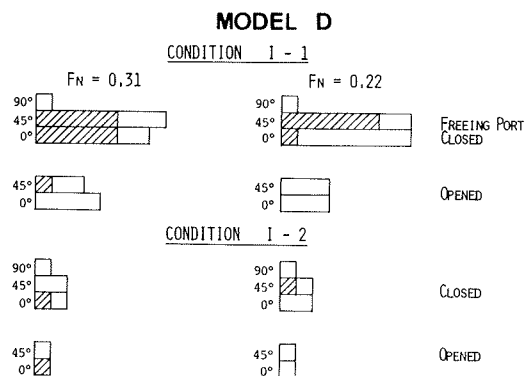 MODEL D
CONDITION I - 1
FN = 0.31 FN = 0.22
90° 90°
45° 45° FREEING PORT
0° 0° CLOSED
45° 45° OPENED
0° 0°
CONDITION I - 2
90° 90°
45° 45° CLOSED
0° 0°
45° 45° OPENED
0° 0°